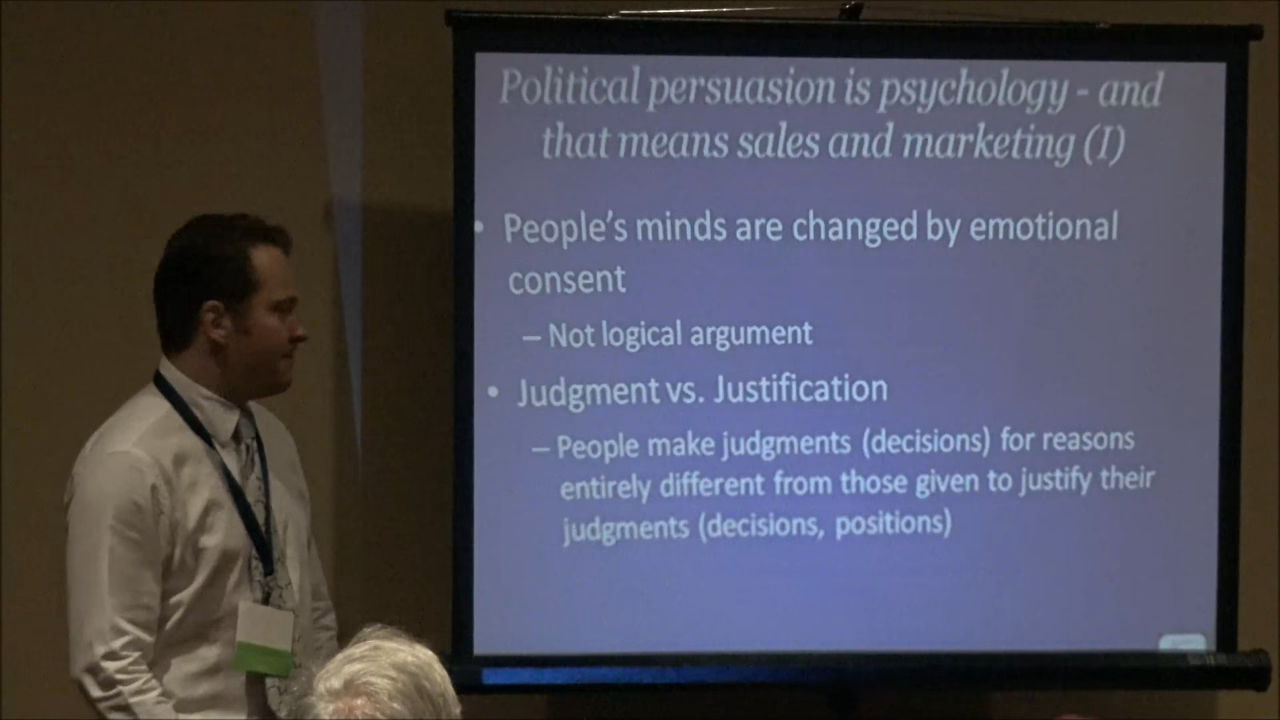 Political persuasion is psychology - and
that means sales and marketing (I)
• People's minds are changed by emotional
consent
– Not logical argument
• Judgment vs. Justification
– People make judgments (decisions) for reasons
entirely different from those given to justify their
judgments (decisions, positions)